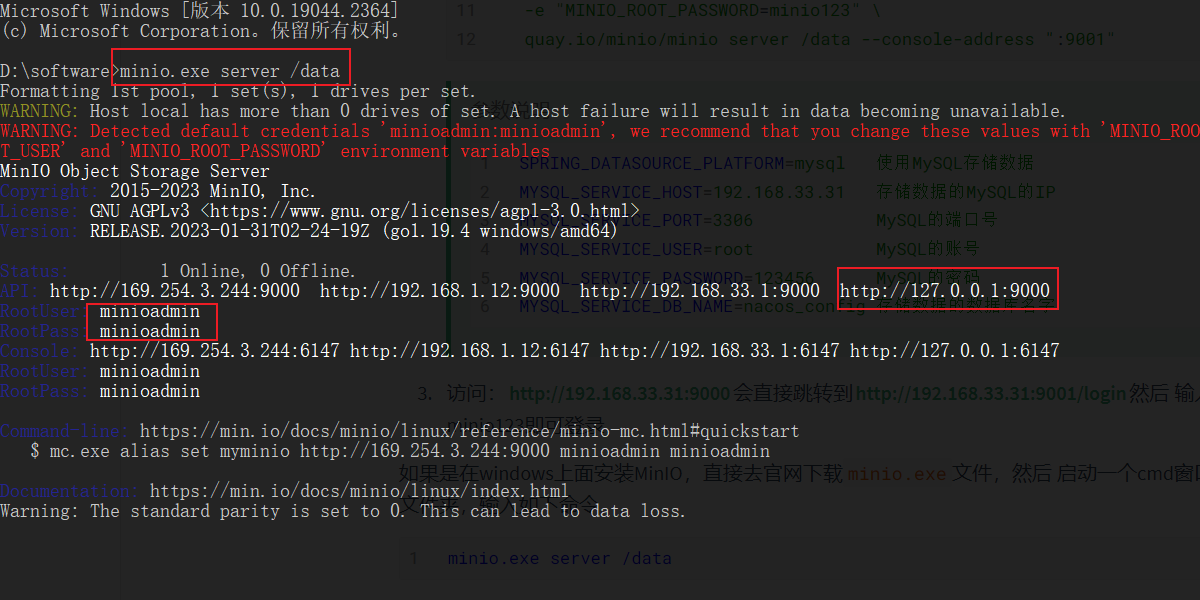 Microsoft Windows [版本 10.0.19044.2364]
(c) Microsoft Corporation。保留所有权利。
D:\software>minio.exe server /data
Formatting 1st pool, 1 set(s), 1 drives per set.
WARNING: Host local has more than 0 drives of set. A host failure will result in data becoming unavailable.
WARNING: Detected default credentials 'minioadmin:minioadmin', we recommend that you change these values with 'MINIO_ROO
T_USER' and 'MINIO_ROOT_PASSWORD' environment variables
MinIO Object Storage Server
Copyright: 2015-2023 MinIO, Inc.
License: GNU AGPLv3 <https://www.gnu.org/licenses/agpl-3.0.html>
Version: RELEASE.2023-01-31T02-24-19Z (go1.19.4 windows/amd64)
Status: 1 Online, 0 Offline.
API: http://169.254.3.244:9000 http://192.168.1.12:9000 http://192.168.33.1:9000 http://127.0.0.1:9000
RootUser: minioadmin
RootPass: minioadmin
Console: http://169.254.3.244:6147 http://192.168.1.12:6147 http://192.168.33.1:6147 http://127.0.0.1:6147
RootUser: minioadmin
RootPass: minioadmin
Command-line: https://min.io/docs/minio/linux/reference/minio-mc.html#quickstart
$ mc.exe alias set myminio http://169.254.3.244:9000 minioadmin minioadmin
Documentation: https://min.io/docs/minio/linux/index.html
Warning: The standard parity is set to 0. This can lead to data loss.
11 -e "MINIO_ROOT_PASSWORD=minio123" \
12 quay.io/minio/minio server /data --console-address ":9001"
参数说明
1 SPRING_DATASOURCE_PLATFORM=mysql 使用MySQL存储数据
2 MYSQL_SERVICE_HOST=192.168.33.31 存储数据的MySQL的IP
3 MYSQL_SERVICE_PORT=3306 MySQL的端口号
4 MYSQL_SERVICE_USER=root MySQL的账号
5 MYSQL_SERVICE_PASSWORD=123456 MySQL的密码
6 MYSQL_SERVICE_DB_NAME=nacos_config 存储数据的数据库名字
3. 访问：http://192.168.33.31:9000会直接跳转到http://192.168.33.31:9001/login然后 输入
minio123即可登录
如果是在windows上面安装MinIO，直接去官网下载 minio.exe 文件，然后 启动一个cmd窗口
输入如下命令
1 minio.exe server /data